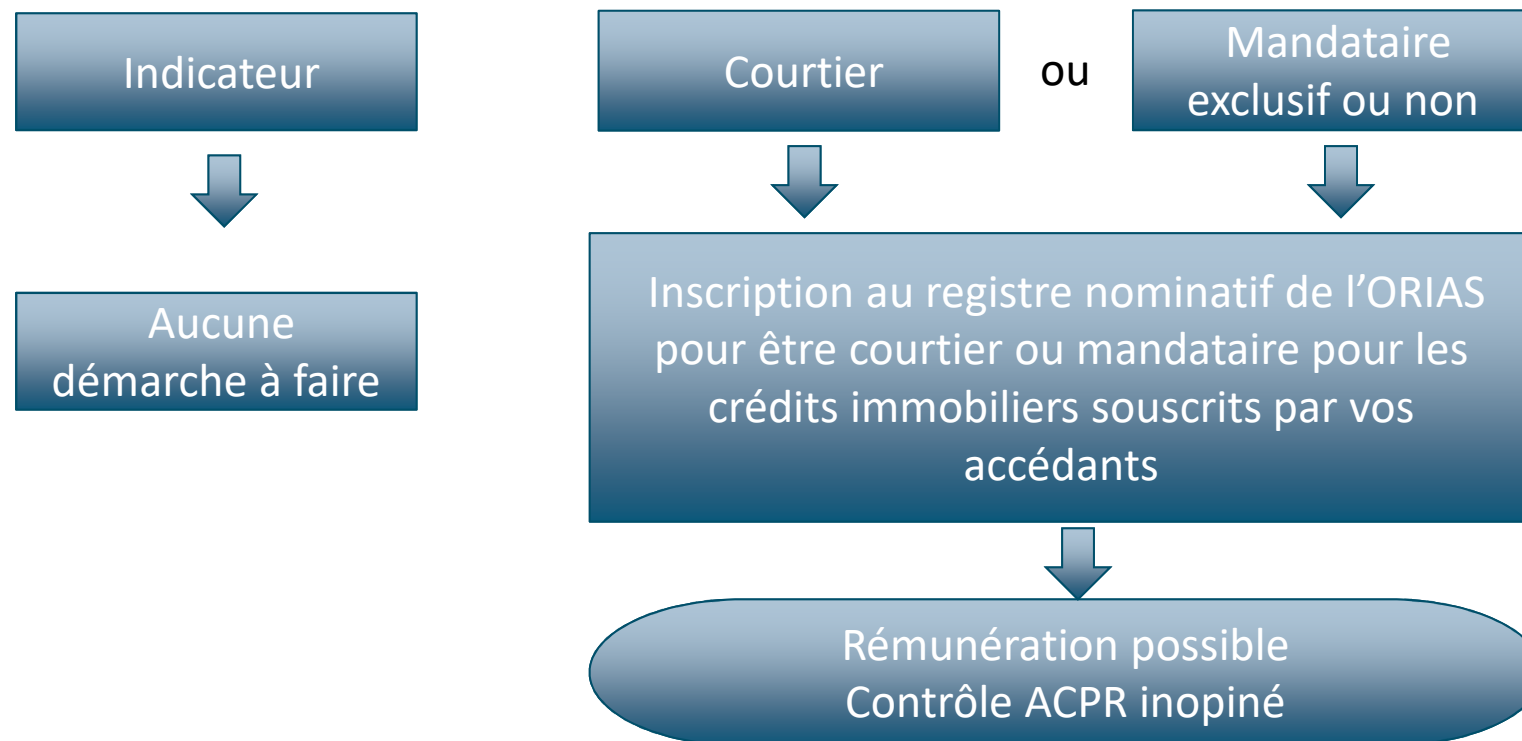 Indicateur
Aucune
démarche à faire
Courtier
ou
Mandataire
exclusif ou non
Inscription au registre nominatif de l’ORIAS
pour être courtier ou mandataire pour les
crédits immobiliers souscrits par vos
accédants
Rémunération possible
Contrôle ACPR inopiné